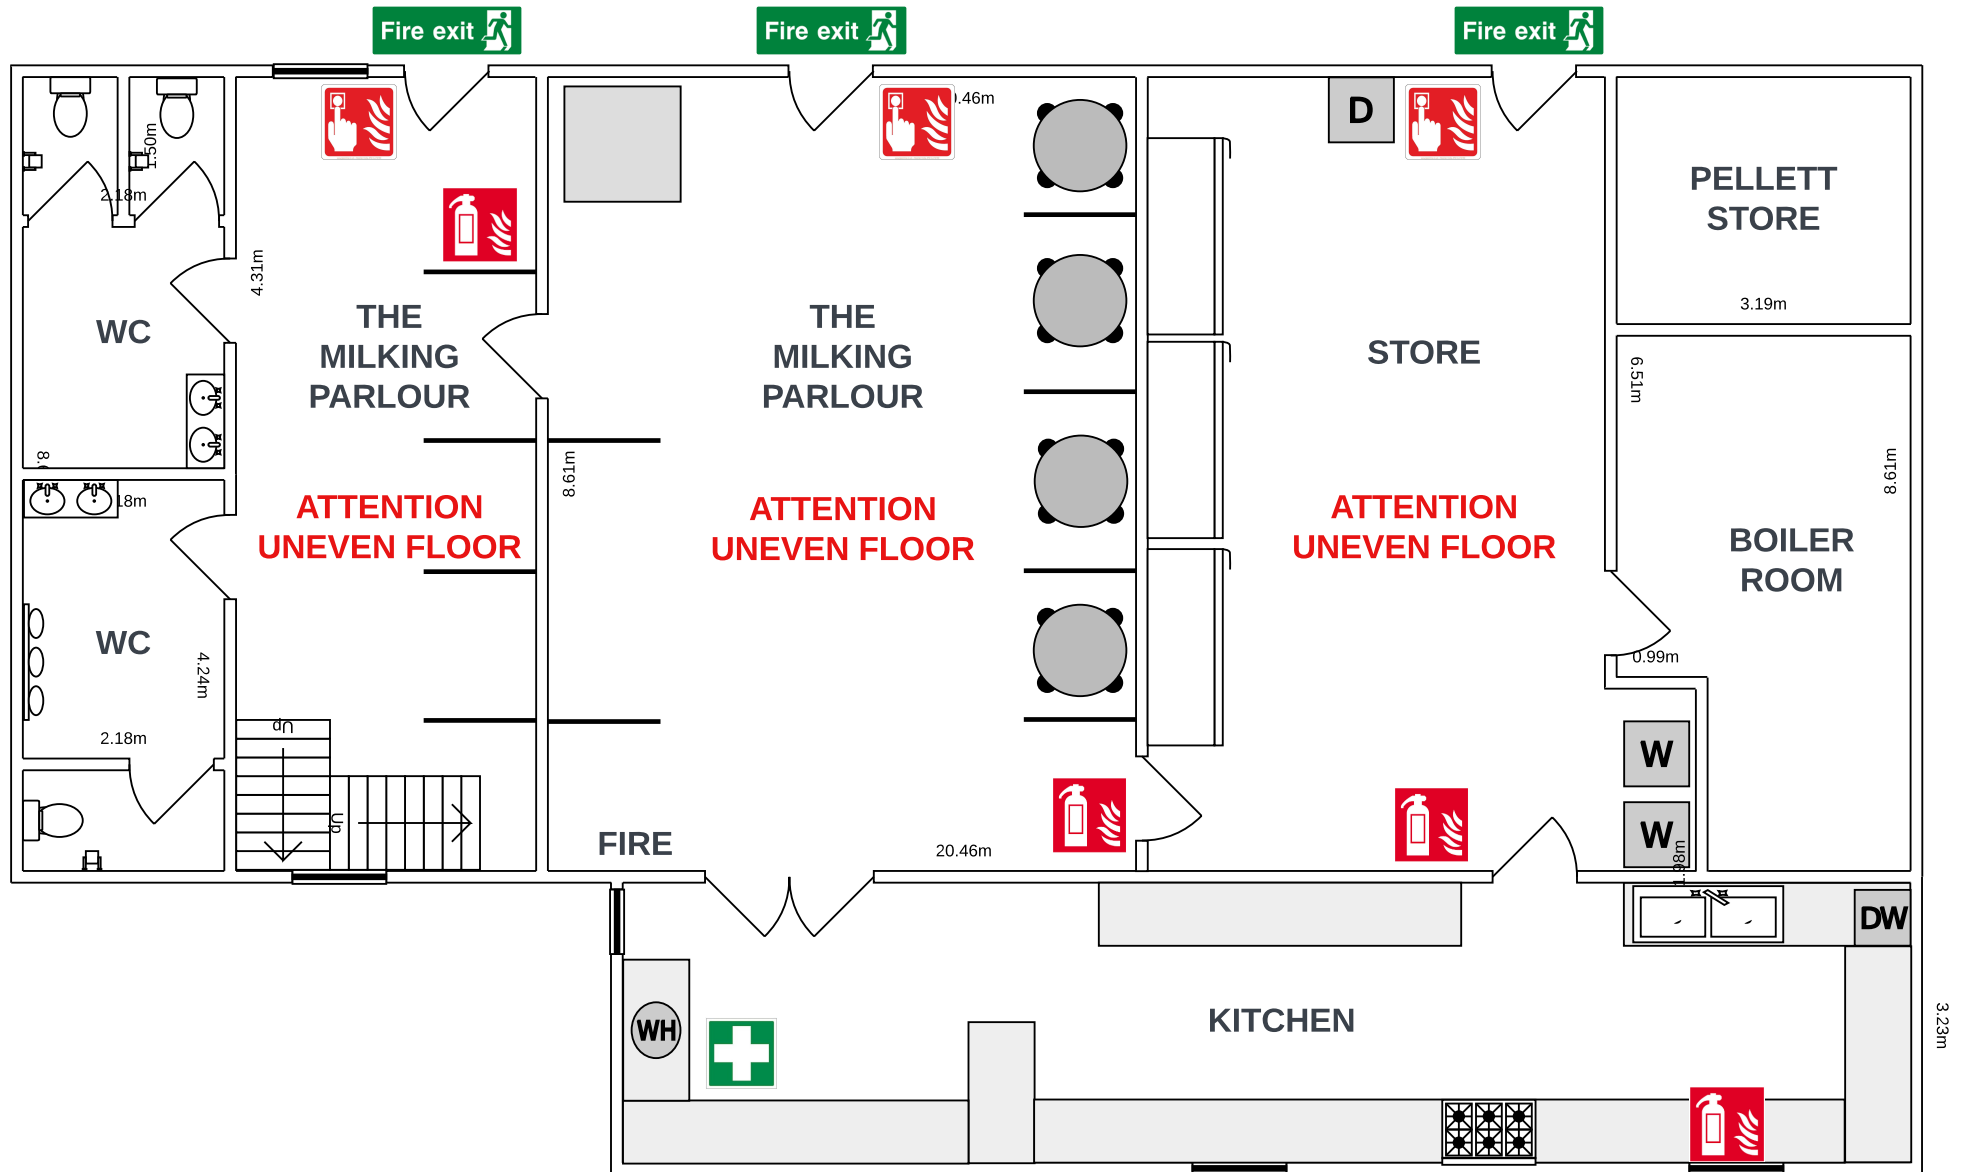 Fire exit
Fire exit
Fire exit
1.50m
2.18m
.46m
D
4.31m
WC
THE
MILKING
PARLOUR
THE
MILKING
PARLOUR
STORE
PELLETT
STORE
3.19m
6.51m
8.61m
8.61m
18m
ATTENTION
UNEVEN FLOOR
ATTENTION
UNEVEN FLOOR
ATTENTION
UNEVEN FLOOR
BOILER
ROOM
0.99m
WC
4.24m
2.18m
Up
Up
FIRE
20.46m
W
W
DW
WH
KITCHEN
3.23m